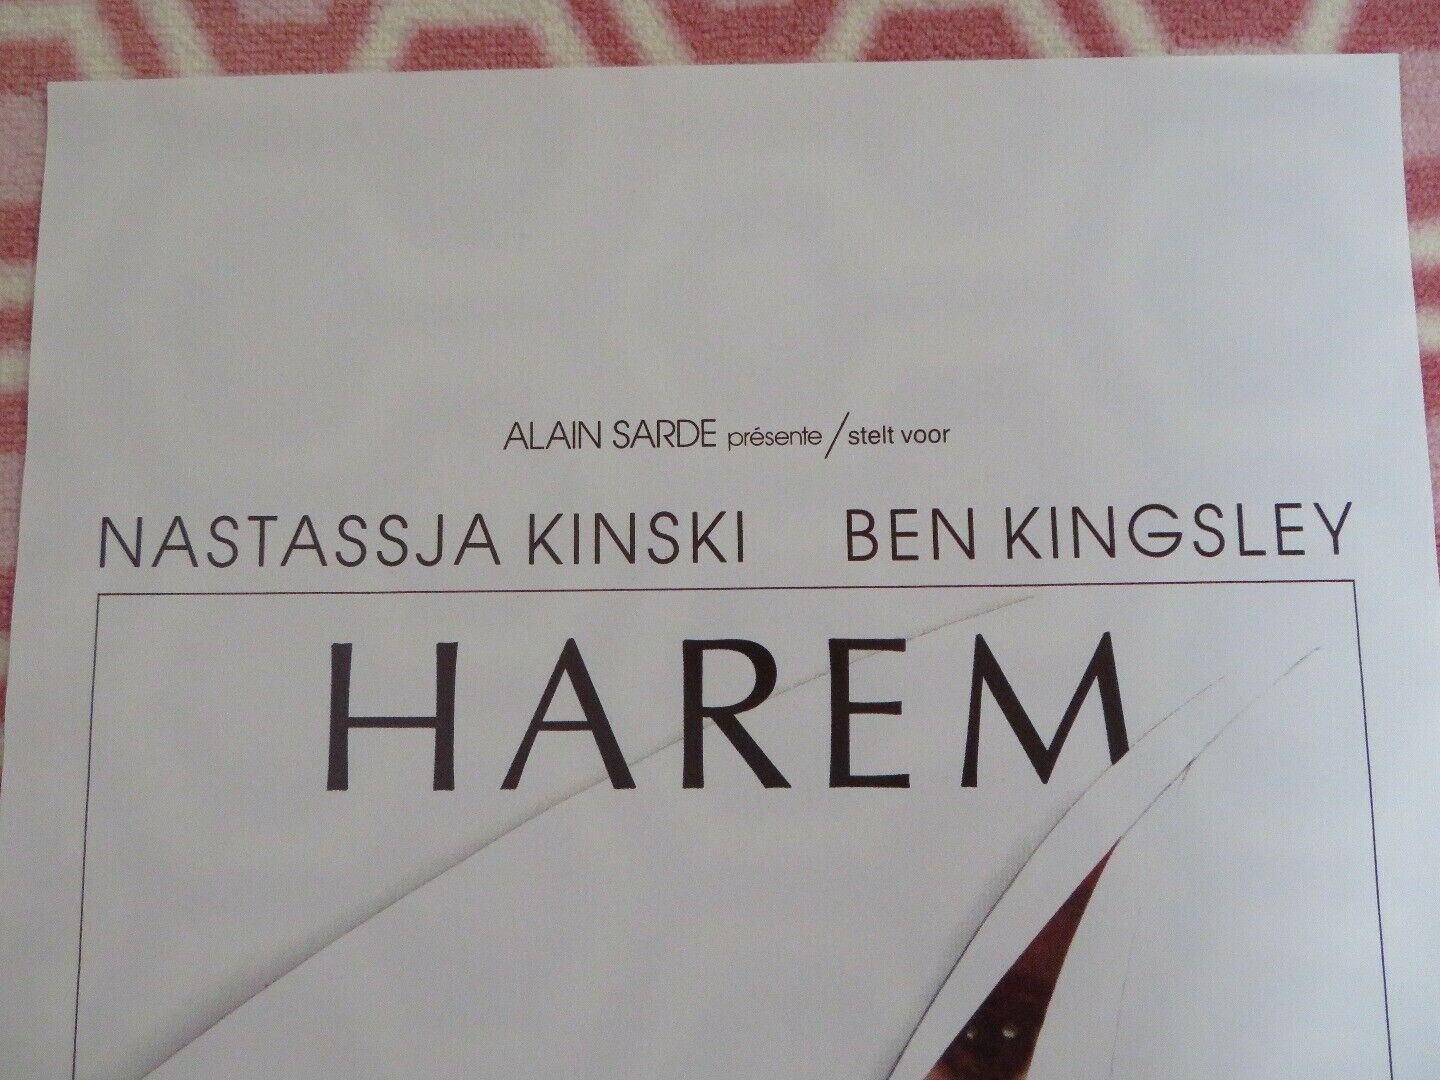 ALAIN SARDE présente / stelt voor
NASTASSJA KINSKI BEN KINGSLEY
HAREM